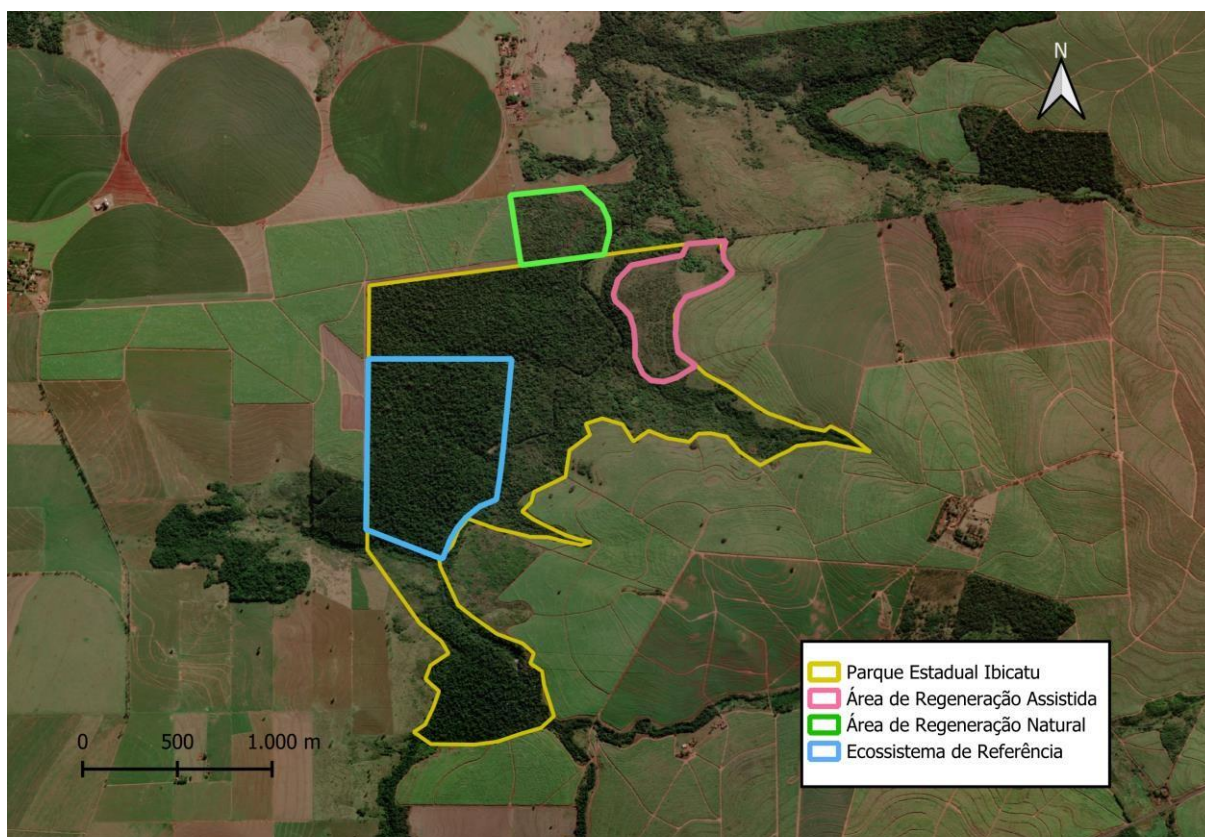 N
Parque Estadual Ibicatu
Área de Regeneração Assistida
Área de Regeneração Natural
Ecossistema de Referência
0 500 1.000 m